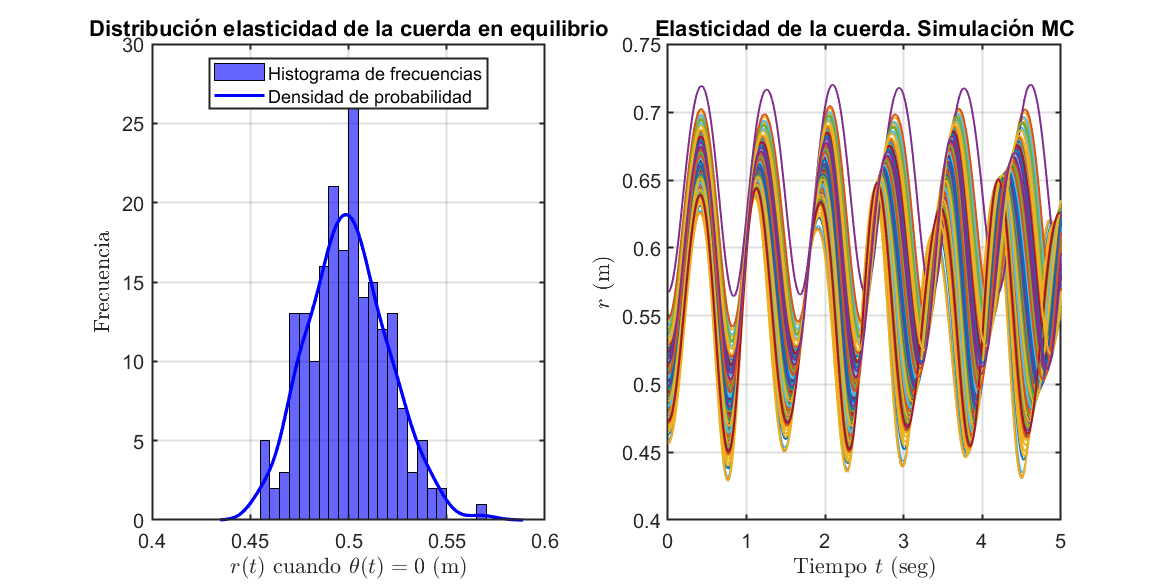 Distribución elasticidad de la cuerda en equilibrio
30
25
20
15
10
5
0
Frecuencia
Histograma de frecuencias
Densidad de probabilidad
0.4 0.45 0.5 0.55 0.6
r(t) cuando θ(t) = 0 (m)
Elasticidad de la cuerda. Simulación MC
0.75
0.7
0.65
0.6
0.55
0.5
0.45
0.4
r (m)
0 1 2 3 4 5
Tiempo t (seg)